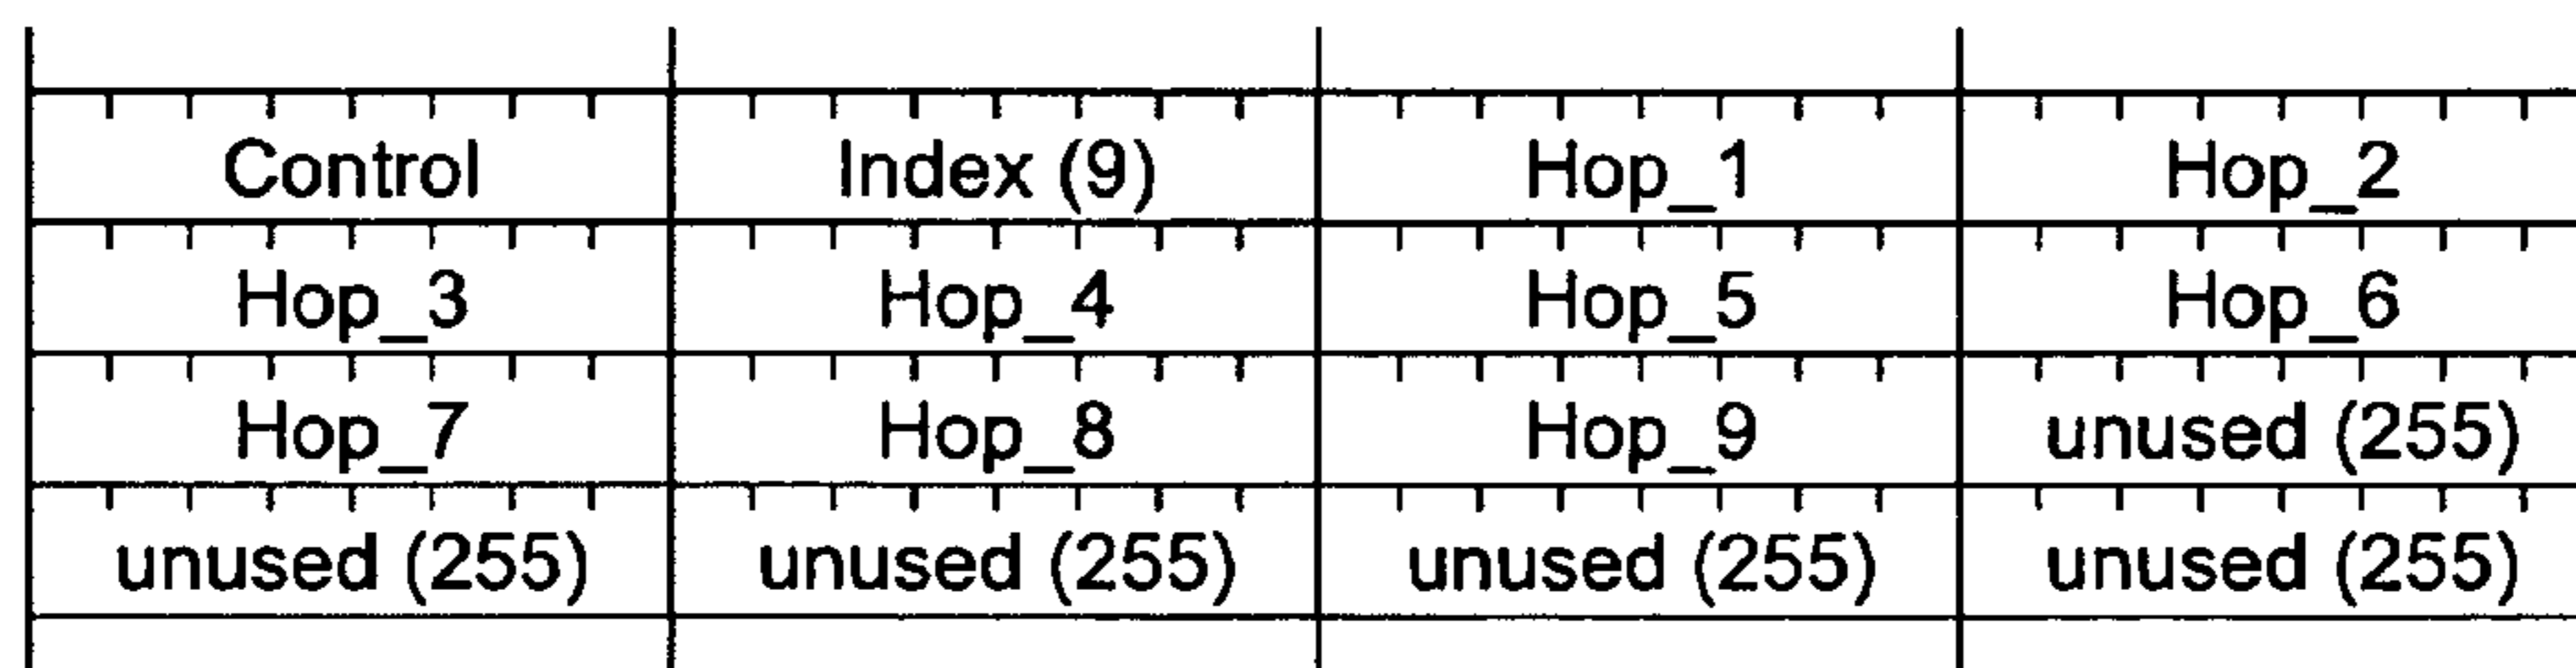 Control Index (9) Hop_1 Hop_2
Hop_3 Hop_4 Hop_5 Hop_6
Hop_7 Hop_8 Hop_9 unused (255)
unused (255) unused (255) unused (255) unused (255)